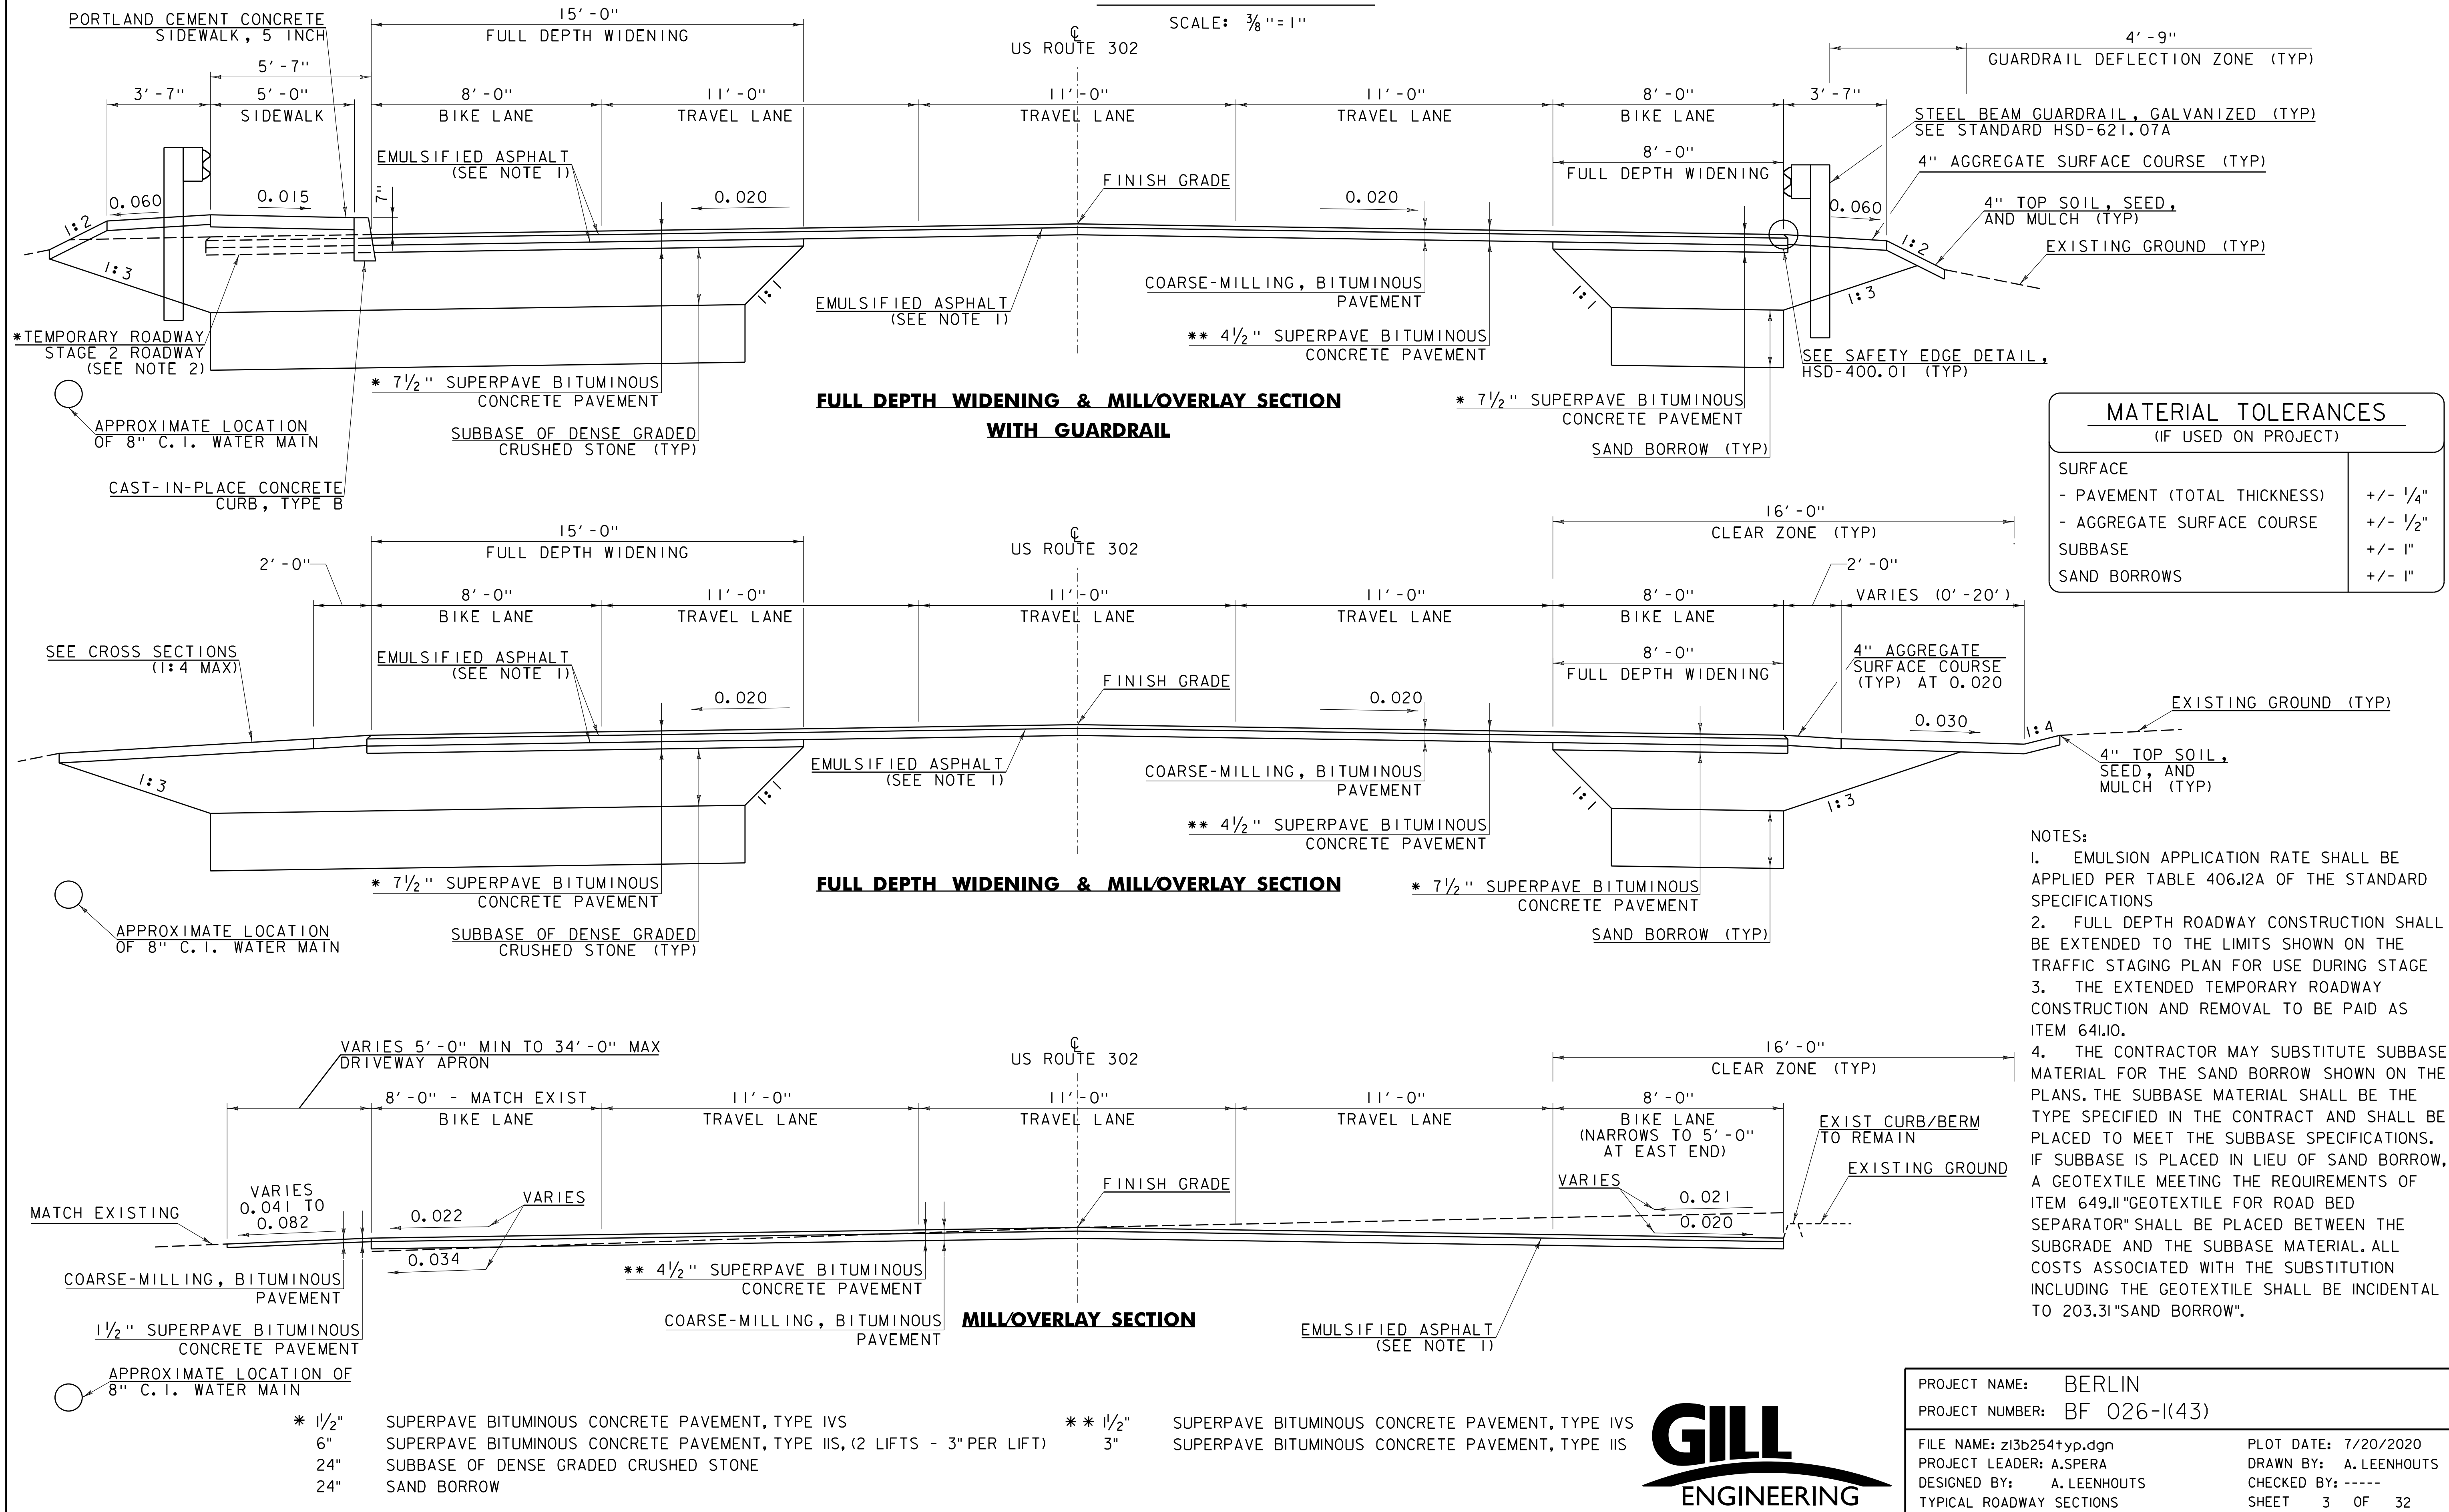 SCALE: 3/8"=1"
PORTLAND CEMENT CONCRETE
SIDEWALK, 5 INCH
15'-0"
FULL DEPTH WIDENING
℄
US ROUTE 302
4'-9"
GUARDRAIL DEFLECTION ZONE (TYP)
5'-7"
3'-7"
5'-0"
SIDEWALK
8'-0"
BIKE LANE
11'-0"
TRAVEL LANE
11'-0"
TRAVEL LANE
11'-0"
TRAVEL LANE
8'-0"
BIKE LANE
3'-7"
STEEL BEAM GUARDRAIL, GALVANIZED (TYP)
SEE STANDARD HSD-621.07A
8'-0"
FULL DEPTH WIDENING
4" AGGREGATE SURFACE COURSE (TYP)
EMULSIFIED ASPHALT
(SEE NOTE 1)
FINISH GRADE
0.060
0.015
7"
0.020
0.020
0.060
4" TOP SOIL, SEED,
AND MULCH (TYP)
1:2
1:2
EXISTING GROUND (TYP)
1:3
1:1
1:1
1:3
EMULSIFIED ASPHALT
(SEE NOTE 1)
COARSE-MILLING, BITUMINOUS
PAVEMENT
*TEMPORARY ROADWAY
STAGE 2 ROADWAY
(SEE NOTE 2)
** 4 1/2" SUPERPAVE BITUMINOUS
CONCRETE PAVEMENT
SEE SAFETY EDGE DETAIL,
HSD-400.01 (TYP)
* 7 1/2" SUPERPAVE BITUMINOUS
CONCRETE PAVEMENT
FULL DEPTH WIDENING & MILL/OVERLAY SECTION
WITH GUARDRAIL
* 7 1/2" SUPERPAVE BITUMINOUS
CONCRETE PAVEMENT
APPROXIMATE LOCATION
OF 8" C.I. WATER MAIN
SUBBASE OF DENSE GRADED
CRUSHED STONE (TYP)
SAND BORROW (TYP)
CAST-IN-PLACE CONCRETE
CURB, TYPE B
MATERIAL TOLERANCES
(IF USED ON PROJECT)
SURFACE
- PAVEMENT (TOTAL THICKNESS) +/- 1/4"
- AGGREGATE SURFACE COURSE +/- 1/2"
SUBBASE +/- 1"
SAND BORROWS +/- 1"
15'-0"
FULL DEPTH WIDENING
℄
US ROUTE 302
16'-0"
CLEAR ZONE (TYP)
2'-0"
2'-0"
8'-0"
BIKE LANE
11'-0"
TRAVEL LANE
11'-0"
TRAVEL LANE
11'-0"
TRAVEL LANE
8'-0"
BIKE LANE
VARIES (0'-20')
SEE CROSS SECTIONS
(1:4 MAX)
EMULSIFIED ASPHALT
(SEE NOTE 1)
FINISH GRADE
8'-0"
FULL DEPTH WIDENING
4" AGGREGATE
SURFACE COURSE
(TYP) AT 0.020
0.020
0.020
0.030
1:4
EXISTING GROUND (TYP)
1:3
1:1
1:1
1:3
EMULSIFIED ASPHALT
(SEE NOTE 1)
COARSE-MILLING, BITUMINOUS
PAVEMENT
4" TOP SOIL,
SEED, AND
MULCH (TYP)
** 4 1/2" SUPERPAVE BITUMINOUS
CONCRETE PAVEMENT
* 7 1/2" SUPERPAVE BITUMINOUS
CONCRETE PAVEMENT
FULL DEPTH WIDENING & MILL/OVERLAY SECTION
* 7 1/2" SUPERPAVE BITUMINOUS
CONCRETE PAVEMENT
APPROXIMATE LOCATION
OF 8" C.I. WATER MAIN
SUBBASE OF DENSE GRADED
CRUSHED STONE (TYP)
SAND BORROW (TYP)
NOTES:
1. EMULSION APPLICATION RATE SHALL BE
APPLIED PER TABLE 406.12A OF THE STANDARD
SPECIFICATIONS
2. FULL DEPTH ROADWAY CONSTRUCTION SHALL
BE EXTENDED TO THE LIMITS SHOWN ON THE
TRAFFIC STAGING PLAN FOR USE DURING STAGE
3. THE EXTENDED TEMPORARY ROADWAY
CONSTRUCTION AND REMOVAL TO BE PAID AS
ITEM 641.10.
4. THE CONTRACTOR MAY SUBSTITUTE SUBBASE
MATERIAL FOR THE SAND BORROW SHOWN ON THE
PLANS. THE SUBBASE MATERIAL SHALL BE THE
TYPE SPECIFIED IN THE CONTRACT AND SHALL BE
PLACED TO MEET THE SUBBASE SPECIFICATIONS.
IF SUBBASE IS PLACED IN LIEU OF SAND BORROW,
A GEOTEXTILE MEETING THE REQUIREMENTS OF
ITEM 649.11 "GEOTEXTILE FOR ROAD BED
SEPARATOR" SHALL BE PLACED BETWEEN THE
SUBGRADE AND THE SUBBASE MATERIAL. ALL
COSTS ASSOCIATED WITH THE SUBSTITUTION
INCLUDING THE GEOTEXTILE SHALL BE INCIDENTAL
TO 203.31 "SAND BORROW".
VARIES 5'-0" MIN TO 34'-0" MAX
DRIVEWAY APRON
℄
US ROUTE 302
16'-0"
CLEAR ZONE (TYP)
8'-0" - MATCH EXIST
BIKE LANE
11'-0"
TRAVEL LANE
11'-0"
TRAVEL LANE
11'-0"
TRAVEL LANE
8'-0"
BIKE LANE
(NARROWS TO 5'-0"
AT EAST END)
EXIST CURB/BERM
TO REMAIN
EXISTING GROUND
MATCH EXISTING
VARIES
0.041 TO
0.082
0.022
VARIES
FINISH GRADE
VARIES
0.021
0.020
0.034
COARSE-MILLING, BITUMINOUS
PAVEMENT
** 4 1/2" SUPERPAVE BITUMINOUS
CONCRETE PAVEMENT
1 1/2" SUPERPAVE BITUMINOUS
CONCRETE PAVEMENT
COARSE-MILLING, BITUMINOUS
PAVEMENT
MILL/OVERLAY SECTION
EMULSIFIED ASPHALT
(SEE NOTE 1)
APPROXIMATE LOCATION OF
8" C.I. WATER MAIN
* 1 1/2" SUPERPAVE BITUMINOUS CONCRETE PAVEMENT, TYPE IVS
6" SUPERPAVE BITUMINOUS CONCRETE PAVEMENT, TYPE IIS, (2 LIFTS - 3" PER LIFT)
24" SUBBASE OF DENSE GRADED CRUSHED STONE
24" SAND BORROW
** 1 1/2" SUPERPAVE BITUMINOUS CONCRETE PAVEMENT, TYPE IVS
3" SUPERPAVE BITUMINOUS CONCRETE PAVEMENT, TYPE IIS
GILL
ENGINEERING
PROJECT NAME: BERLIN
PROJECT NUMBER: BF 026-1(43)
FILE NAME: z13b254typ.dgn
PROJECT LEADER: A.SPERA
DESIGNED BY: A. LEENHOUTS
TYPICAL ROADWAY SECTIONS
PLOT DATE: 7/20/2020
DRAWN BY: A. LEENHOUTS
CHECKED BY: -----
SHEET 3 OF 32